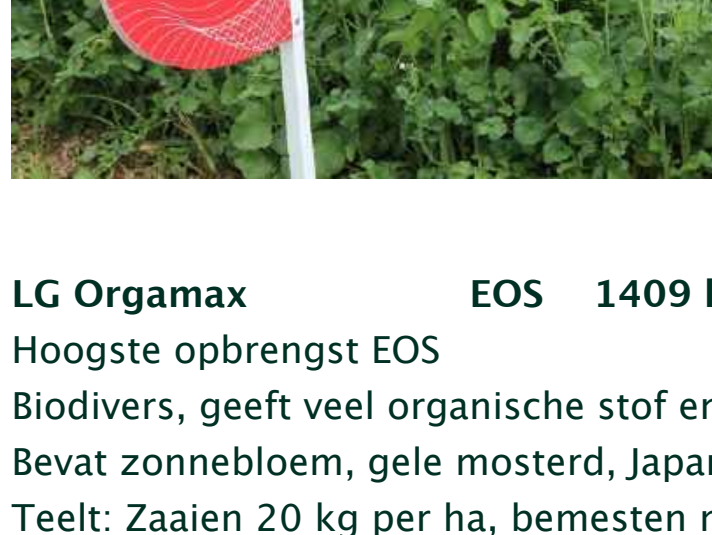 LG Orgamax EOS 1409
Hoogste opbrengst EOS
Biodivers, geeft veel organische stof
Bevat zonnebloem, gele mosterd,
Teelt: Zaaien 20 kg per ha, bemesten